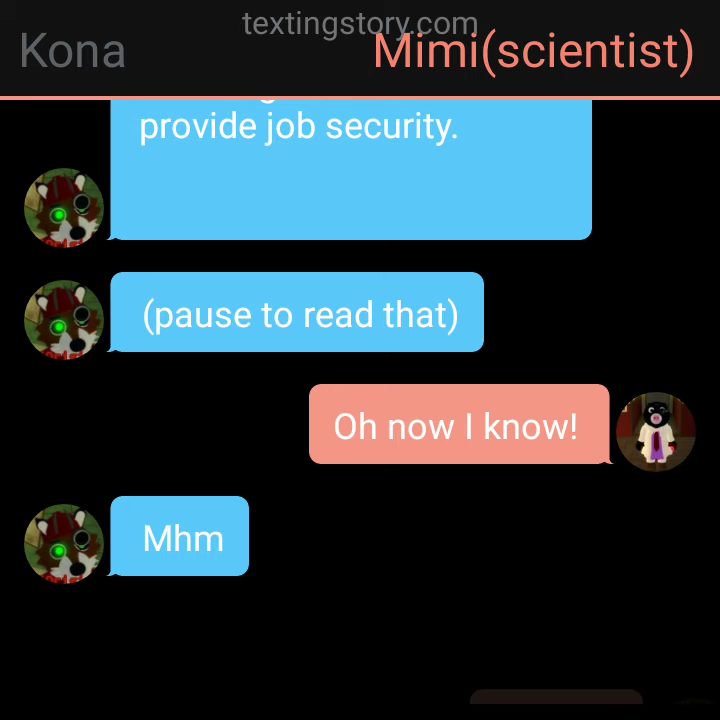 textingstory.com
Kona
Mimi(scientist)
provide job security.
(pause to read that)
Oh now I know!
Mhm